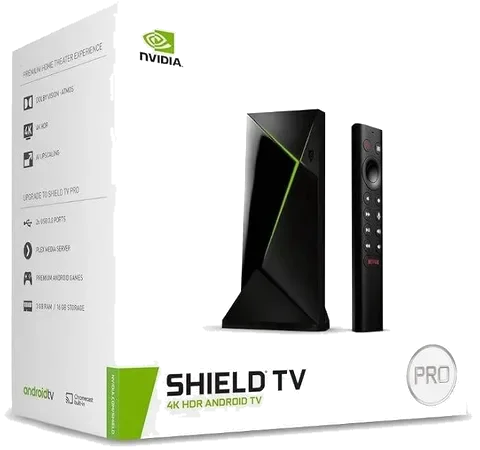 PREMIUM HOME THEATER EXPERIENCE
DOLBY VISION · ATMOS
4K
4K HDR
AI UPSCALING
UPGRADE TO SHIELD TV PRO
2x USB 3.0 PORTS
PLEX MEDIA SERVER
PREMIUM ANDROID GAMES
3 GB RAM / 16 GB STORAGE
androidtv
Chromecast
built-in
NVIDIA.
NETFLIX
SHIELD TV
4K HDR ANDROID TV
PRO